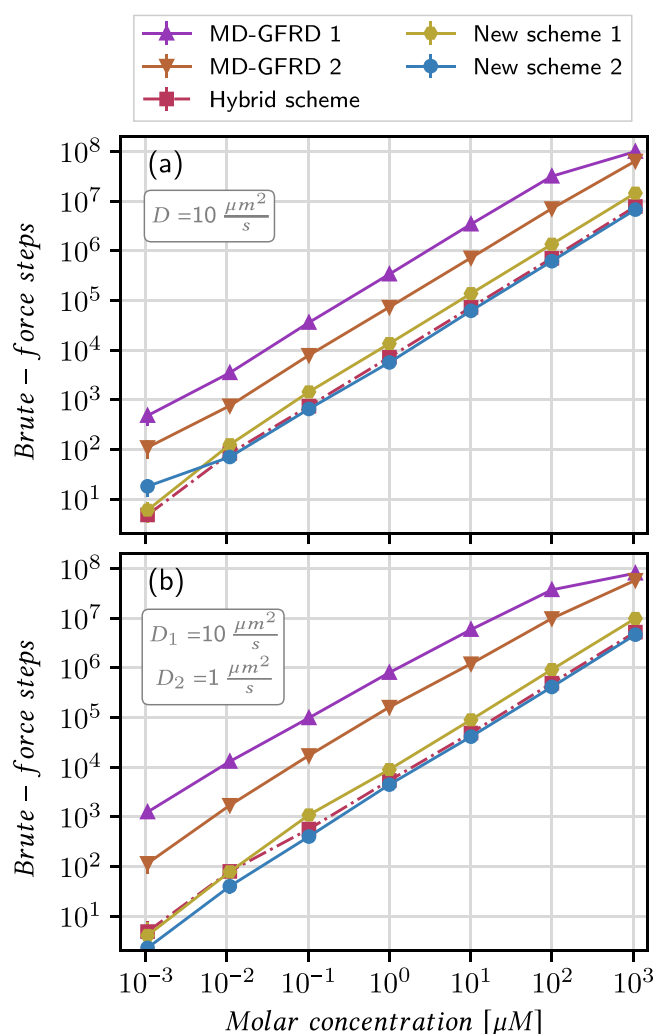 MD-GFRD 1
MD-GFRD 2
Hybrid scheme
New scheme 1
New scheme 2
(a)
D = 10 μm²/s
10⁸
10⁷
10⁶
10⁵
10⁴
10³
10²
10¹
Brute − force steps
(b)
D₁ = 10 μm²/s
D₂ = 1 μm²/s
10⁸
10⁷
10⁶
10⁵
10⁴
10³
10²
10¹
Brute − force steps
10⁻³ 10⁻² 10⁻¹ 10⁰ 10¹ 10² 10³
Molar concentration [μM]